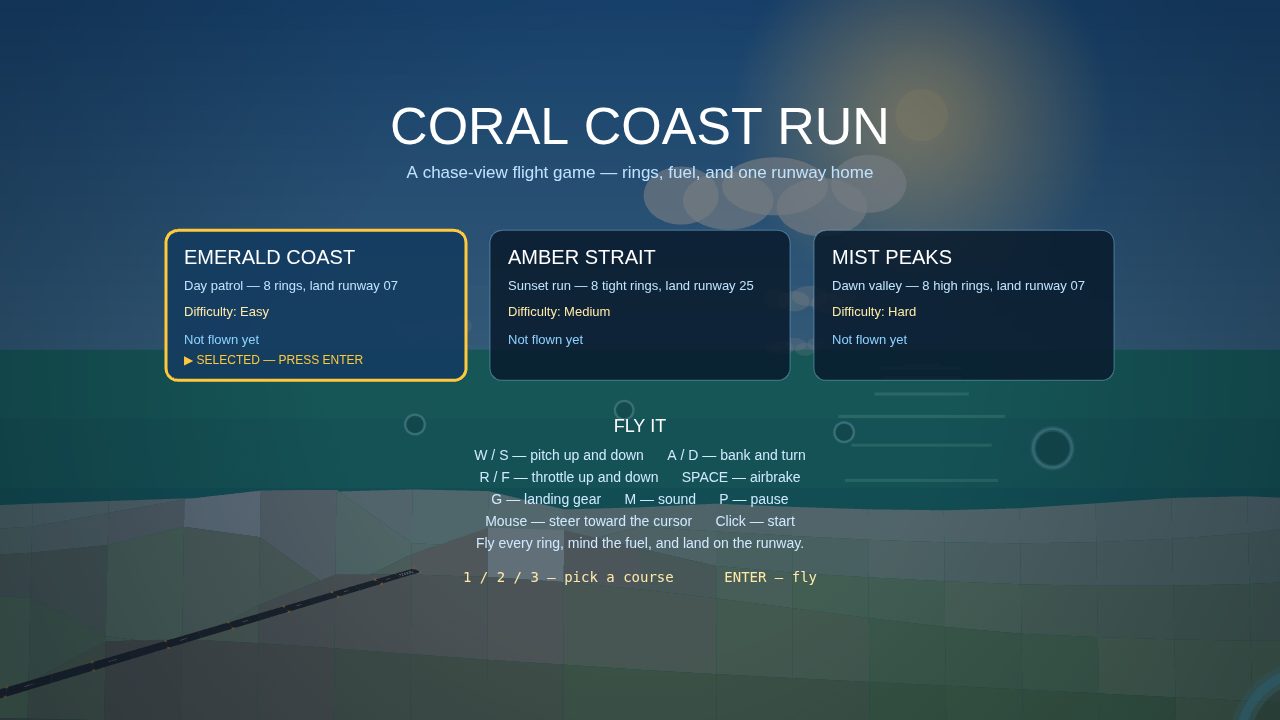 CORAL COAST RUN
A chase-view flight game — rings, fuel, and one runway home
EMERALD COAST
Day patrol — 8 rings, land runway 07
Difficulty: Easy
Not flown yet
▶ SELECTED — PRESS ENTER
AMBER STRAIT
Sunset run — 8 tight rings, land runway 25
Difficulty: Medium
Not flown yet
MIST PEAKS
Dawn valley — 8 high rings, land runway 07
Difficulty: Hard
Not flown yet
FLY IT
W / S — pitch up and down A / D — bank and turn
R / F — throttle up and down SPACE — airbrake
G — landing gear M — sound P — pause
Mouse — steer toward the cursor Click — start
Fly every ring, mind the fuel, and land on the runway.
1 / 2 / 3 — pick a course ENTER — fly